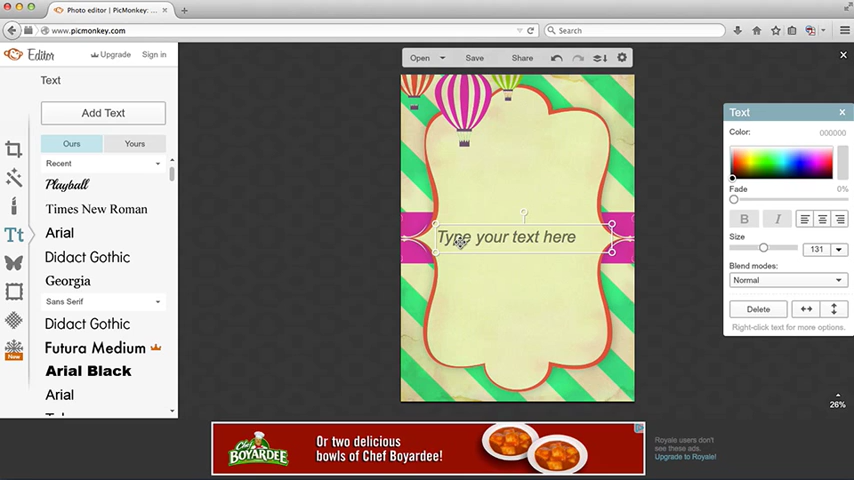 Photo editor | PicMonkey
www.picmonkey.com
Search
Editor
Upgrade
Sign in
Open
Save
Share
Text
Add Text
Ours
Yours
Recent
Playball
Times New Roman
Arial
Didact Gothic
Georgia
Sans Serif
Didact Gothic
Futura Medium
Arial Black
Arial
New
Type your text here
Text
Color:
000000
Fade
0%
B
I
Size
131
Blend modes:
Normal
Delete
Right-click text for more options.
26%
CHEF BOYARDEE
Or two delicious
bowls of Chef Boyardee!
Royale users don't
see these ads.
Upgrade to Royale!